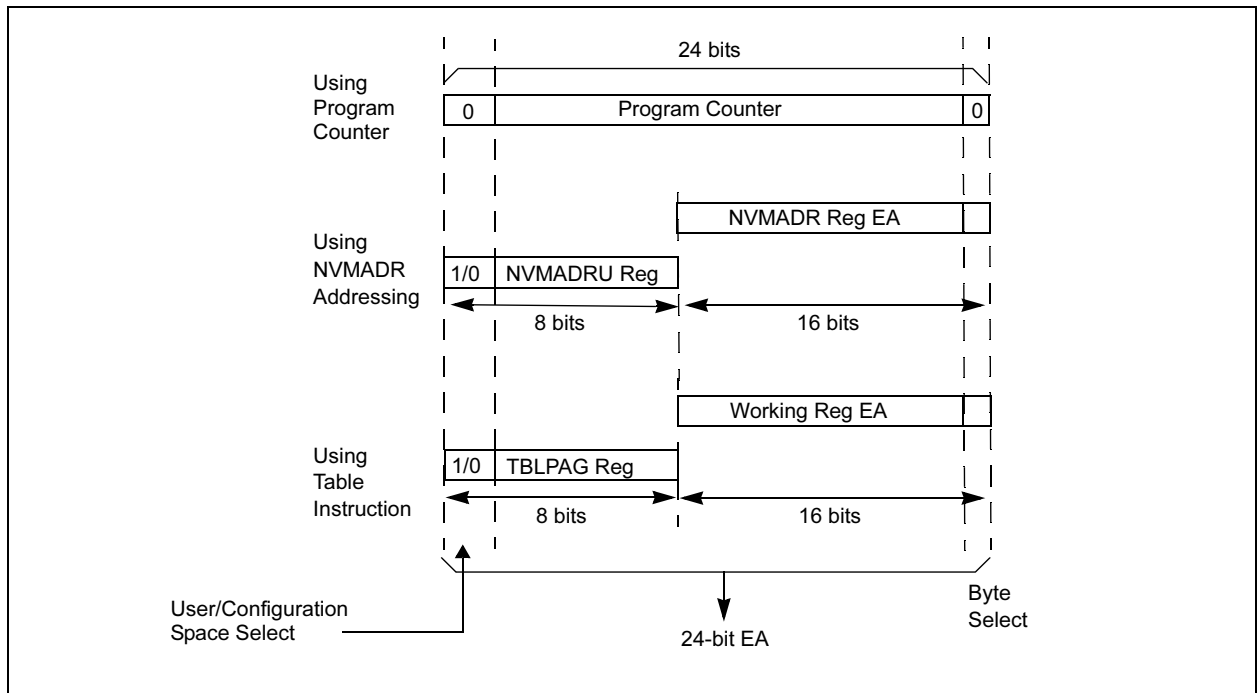 24 bits
Using
Program
Counter
0
Program Counter
0
NVMADR Reg EA
Using
NVMADR
Addressing
1/0
NVMADRU Reg
8 bits
16 bits
Working Reg EA
Using
Table
Instruction
1/0
TBLPAG Reg
8 bits
16 bits
User/Configuration
Space Select
24-bit EA
Byte
Select